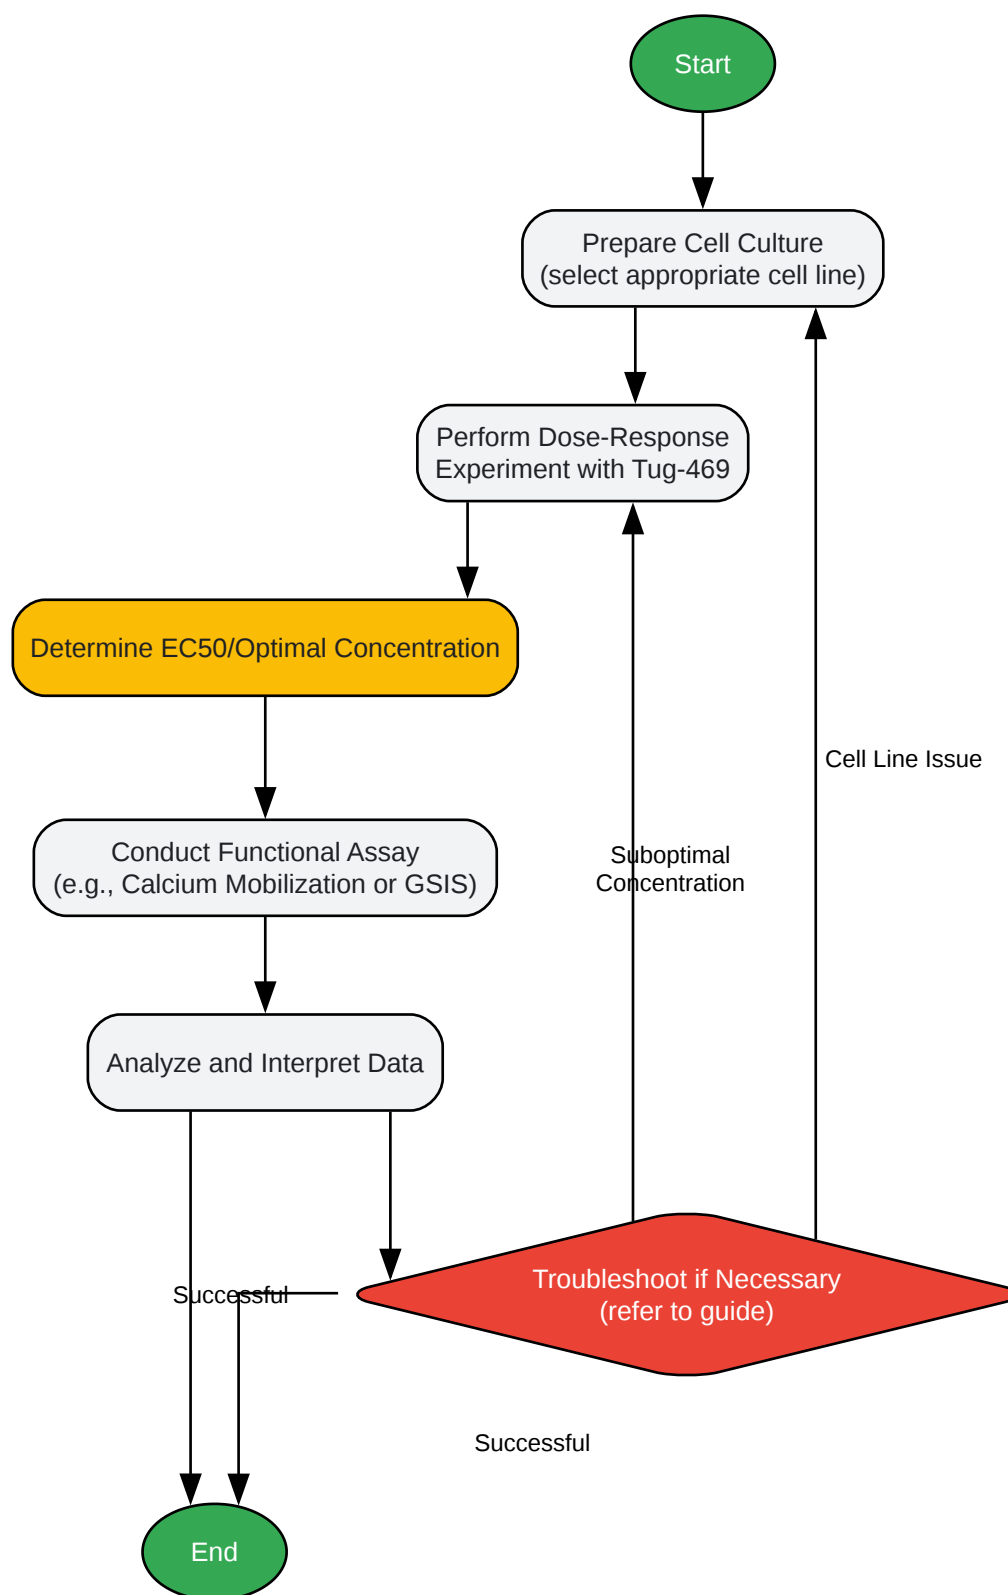 Start
Prepare Cell Culture
(select appropriate cell line)
Perform Dose-Response
Experiment with Tug-469
Determine EC50/Optimal Concentration
Cell Line Issue
Conduct Functional Assay
(e.g., Calcium Mobilization or GSIS)
Suboptimal
Concentration
Analyze and Interpret Data
Successful
Troubleshoot if Necessary
(refer to guide)
Successful
End